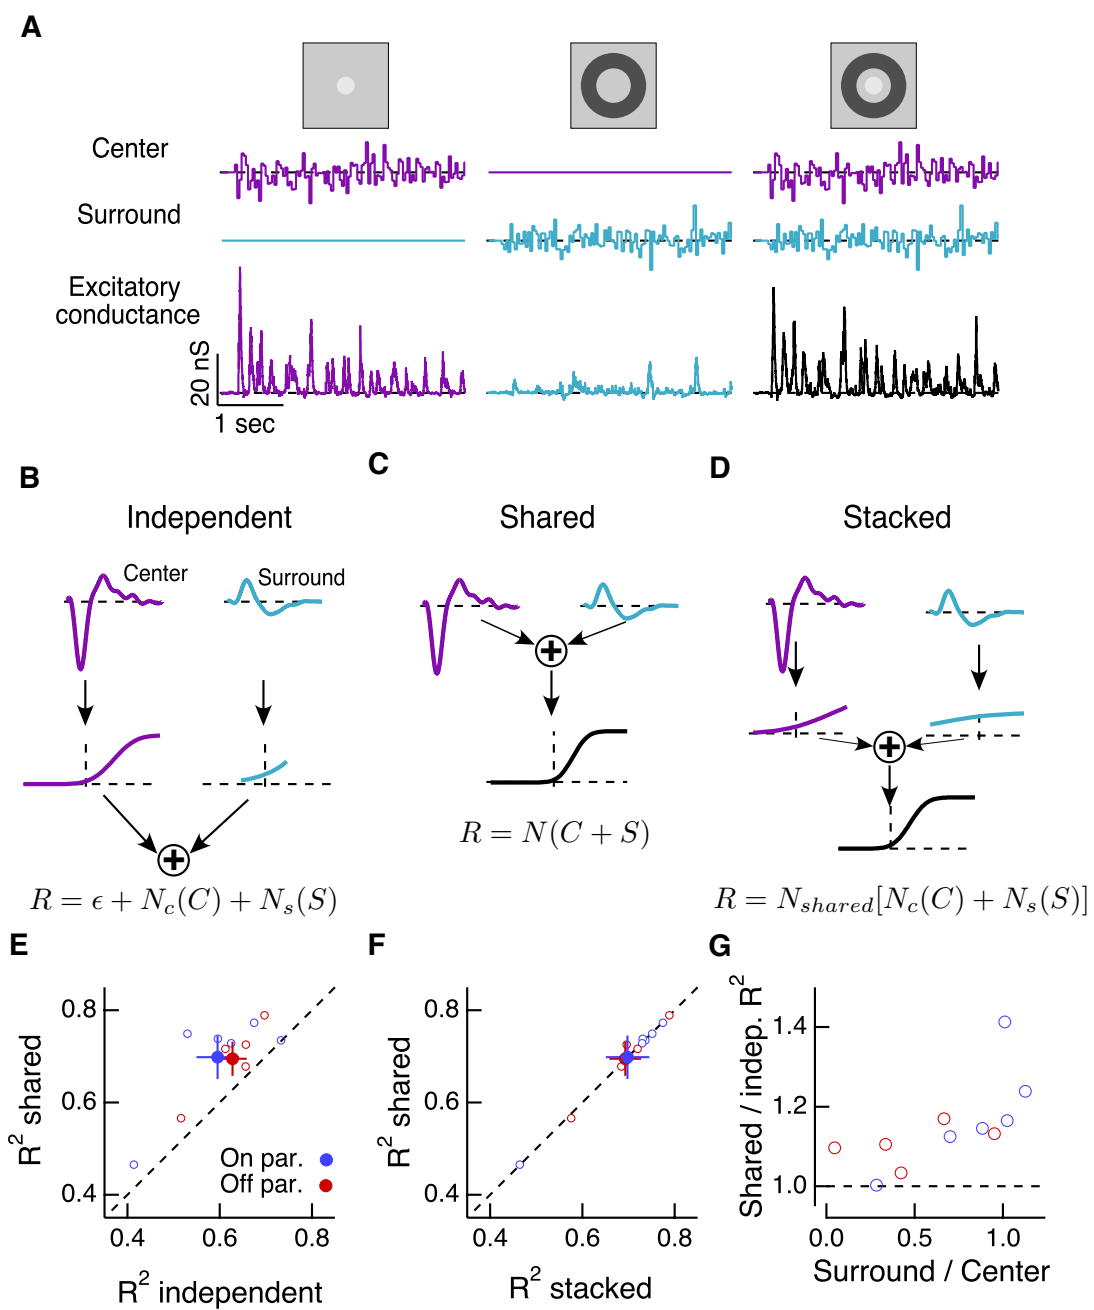 A
Center
Surround
Excitatory
conductance
20 nS
1 sec
B
C
D
Independent
Shared
Stacked
Center
Surround
R = ϵ + N_c(C) + N_s(S)
R = N(C + S)
R = N_{shared}[N_c(C) + N_s(S)]
E
F
G
R² shared
0.8
0.6
0.4
On par.
Off par.
0.4 0.6 0.8
R² independent
R² shared
0.8
0.6
0.4
0.4 0.6 0.8
R² stacked
Shared / indep. R²
1.4
1.2
1.0
0.0 0.5 1.0
Surround / Center